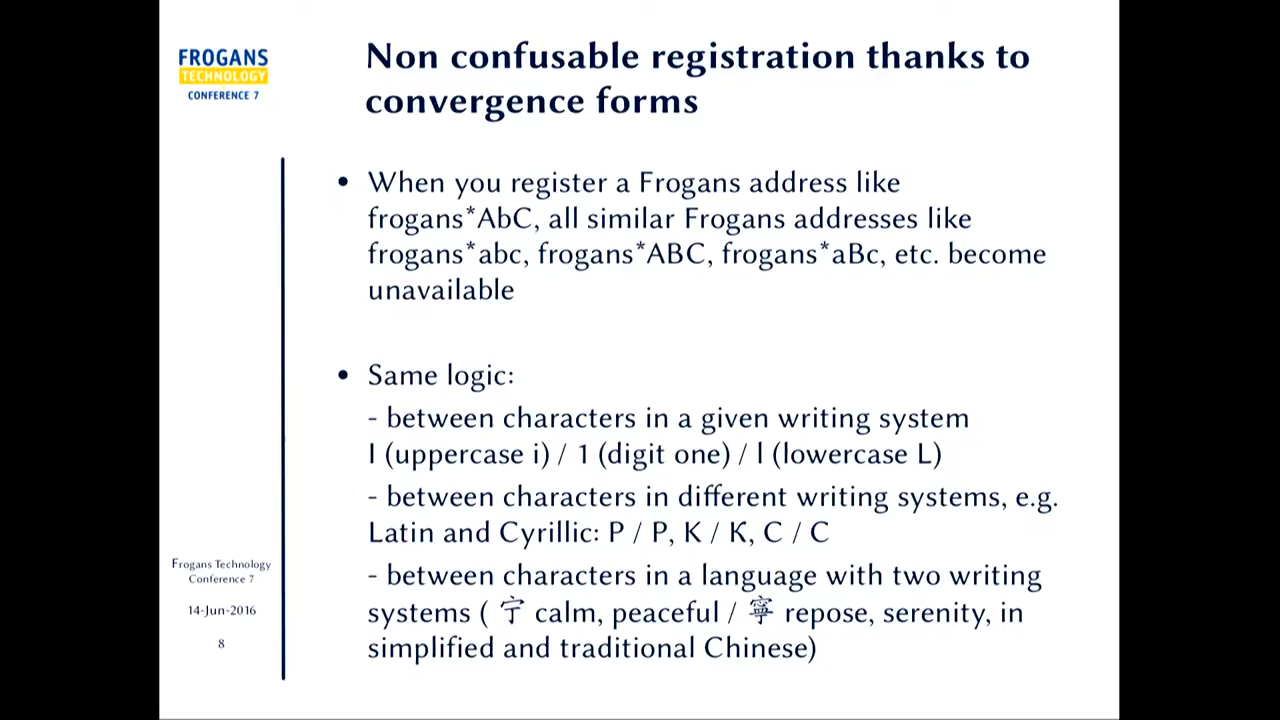 FROGANS
TECHNOLOGY
CONFERENCE 7
Non confusable registration thanks to
convergence forms
• When you register a Frogans address like
frogans*AbC, all similar Frogans addresses like
frogans*abc, frogans*ABC, frogans*aBc, etc. become
unavailable
• Same logic:
- between characters in a given writing system
I (uppercase i) / 1 (digit one) / l (lowercase L)
- between characters in different writing systems, e.g.
Latin and Cyrillic: P / Р, K / К, C / С
- between characters in a language with two writing
systems ( 宁 calm, peaceful / 寧 repose, serenity, in
simplified and traditional Chinese)
Frogans Technology
Conference 7
14-Jun-2016
8